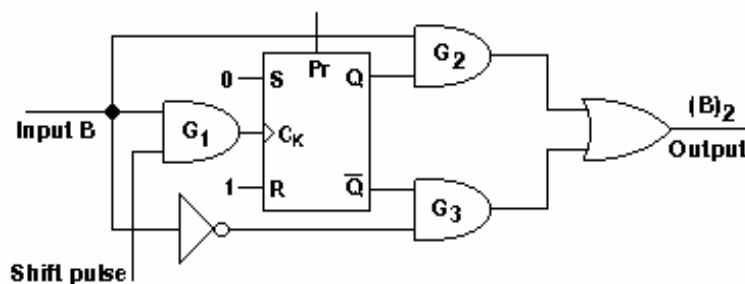 Pr
G2
0 S Q
(B)2
Input B
G1
CK
Output
1 R Q̅
G3
Shift pulse